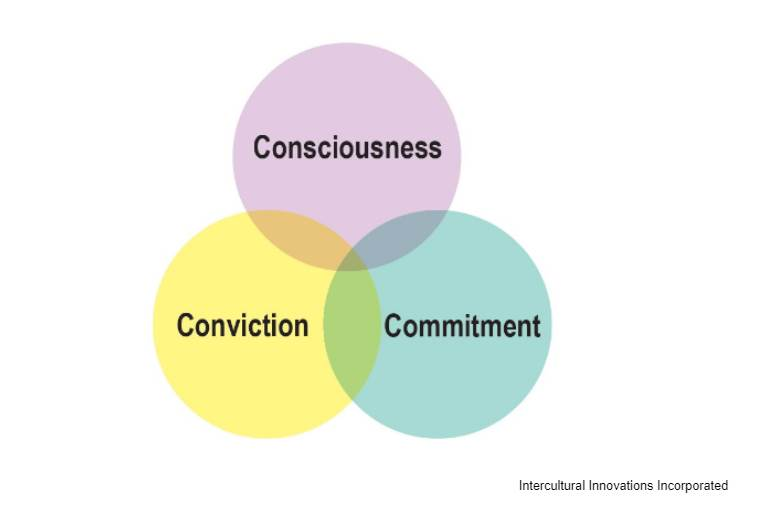 Consciousness
Conviction
Commitment
Intercultural Innovations Incorporated